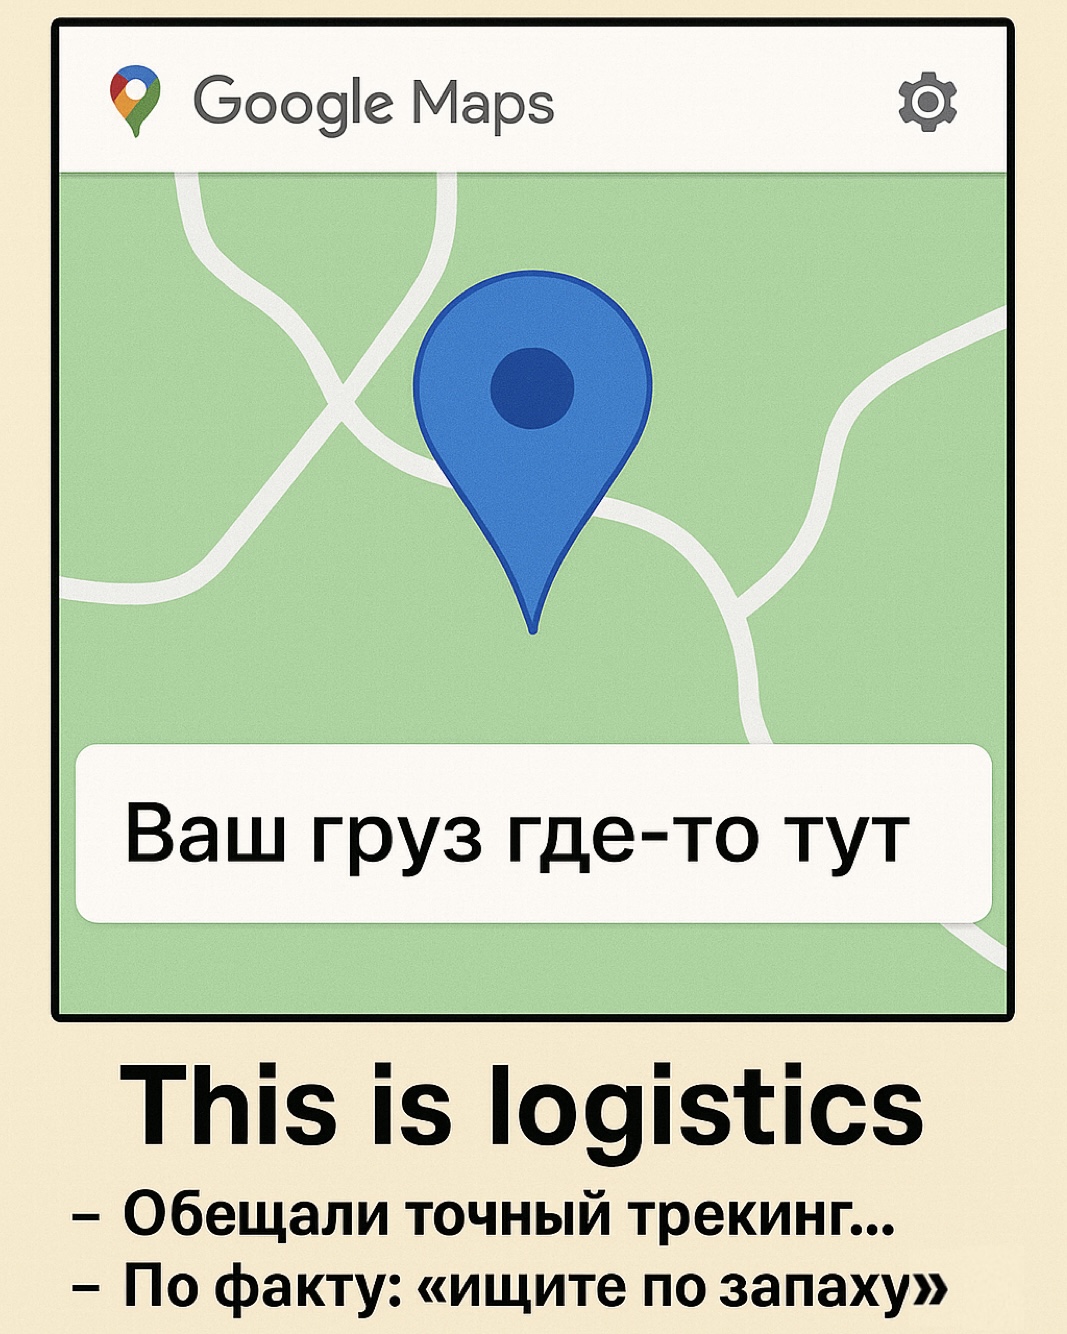 Google Maps
Ваш груз где-то тут
This is logistics
– Обещали точный трекинг...
– По факту: «ищите по запаху»